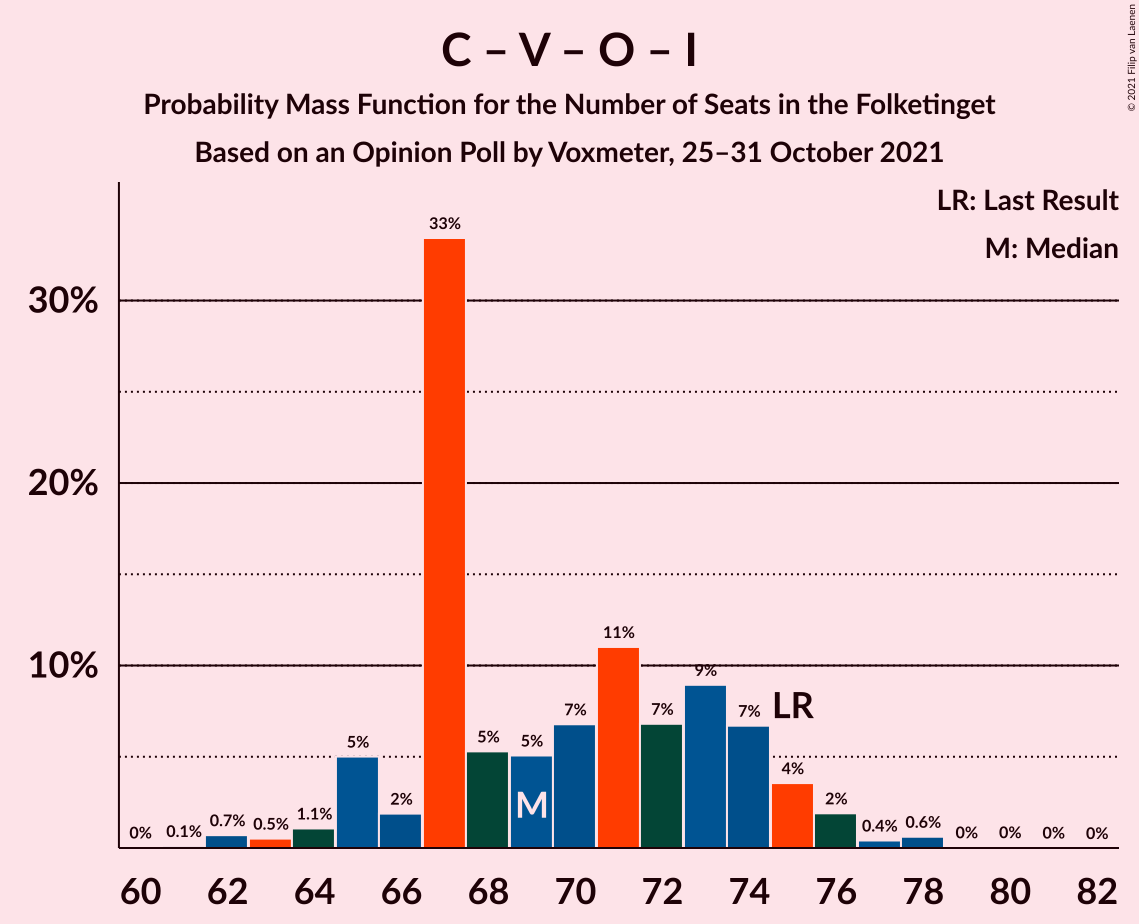 C – V – O – I
Probability Mass Function for the Number of Seats in the Folketinget
Based on an Opinion Poll by Voxmeter, 25–31 October 2021
© 2021 Filip van Laenen
LR: Last Result
M: Median
30%
20%
10%
0%
0.1%
0.7%
0.5%
1.1%
5%
2%
33%
5%
5%
7%
11%
7%
9%
7%
4%
2%
0.4%
0.6%
0%
0%
0%
0%
LR
M
60 62 64 66 68 70 72 74 76 78 80 82